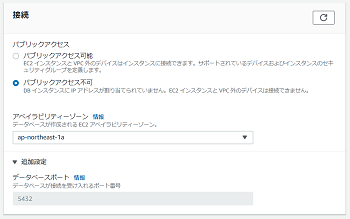 接続
パブリックアクセス
パブリックアクセス可能
EC2 インスタンスと VPC 外のデバイスはインスタンスに接続できます。サポートされているデバイスおよびインスタンスのセキ
ュリティグループを定義します。
パブリックアクセス不可
DB インスタンスに IP アドレスが割り当てられていません。EC2 インスタンスと VPC 外のデバイスは接続できません。
アベイラビリティーゾーン 情報
データベースが作成される EC2 アベイラビリティーゾーン。
ap-northeast-1a
追加設定
データベースポート 情報
データベースが接続を受け入れるポート番号
5432